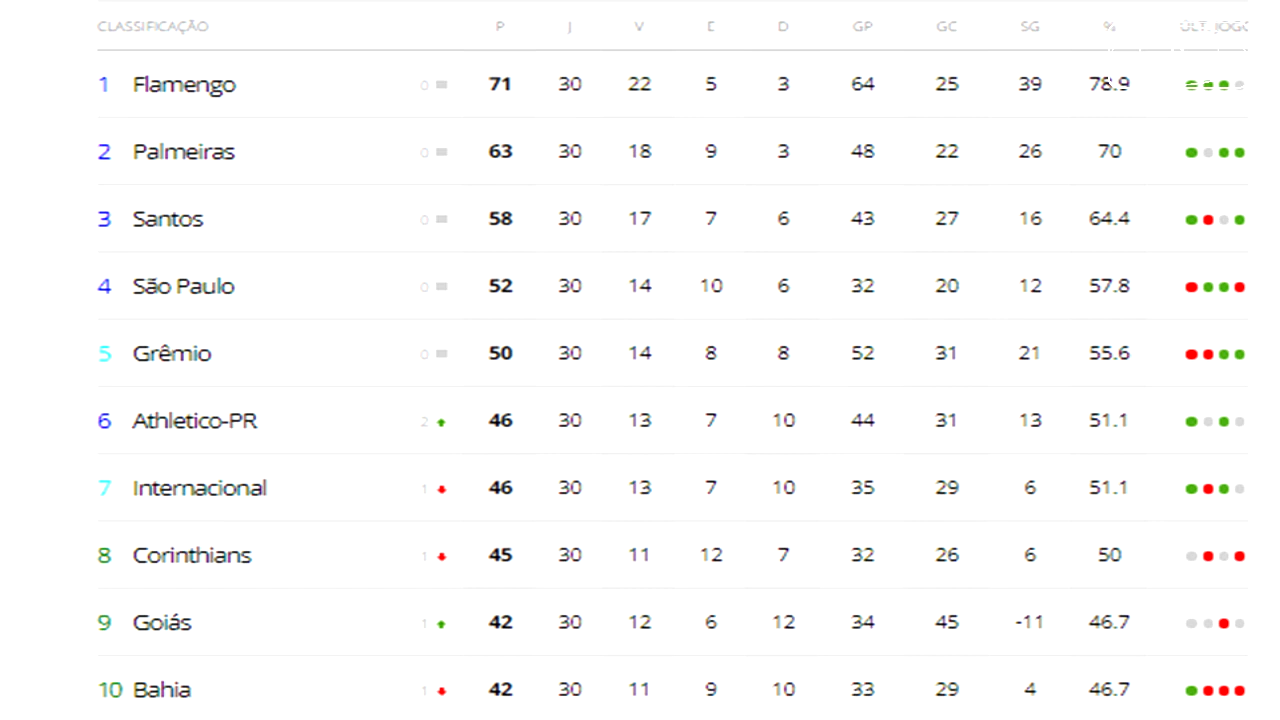 CLASSIFICAÇÃO P J V E D GP GC SG % ÚLT. JOGO
1 Flamengo 0 71 30 22 5 3 64 25 39 78.9
2 Palmeiras 0 63 30 18 9 3 48 22 26 70
3 Santos 0 58 30 17 7 6 43 27 16 64.4
4 São Paulo 0 52 30 14 10 6 32 20 12 57.8
5 Grêmio 0 50 30 14 8 8 52 31 21 55.6
6 Athletico-PR 2 46 30 13 7 10 44 31 13 51.1
7 Internacional 1 46 30 13 7 10 35 29 6 51.1
8 Corinthians 1 45 30 11 12 7 32 26 6 50
9 Goiás 1 42 30 12 6 12 34 45 -11 46.7
10 Bahia 1 42 30 11 9 10 33 29 4 46.7